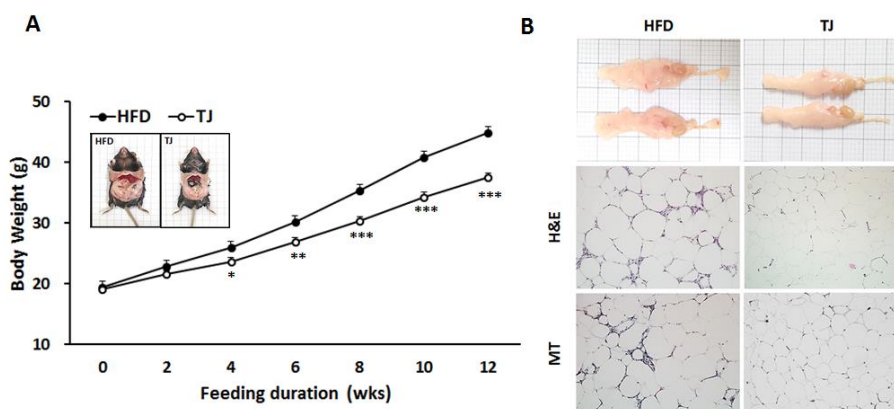 A
50
40
30
20
10
Body Weight (g)
HFD TJ
HFD TJ
*
**
***
***
***
0 2 4 6 8 10 12
Feeding duration (wks)
B
HFD TJ
H&E
MT